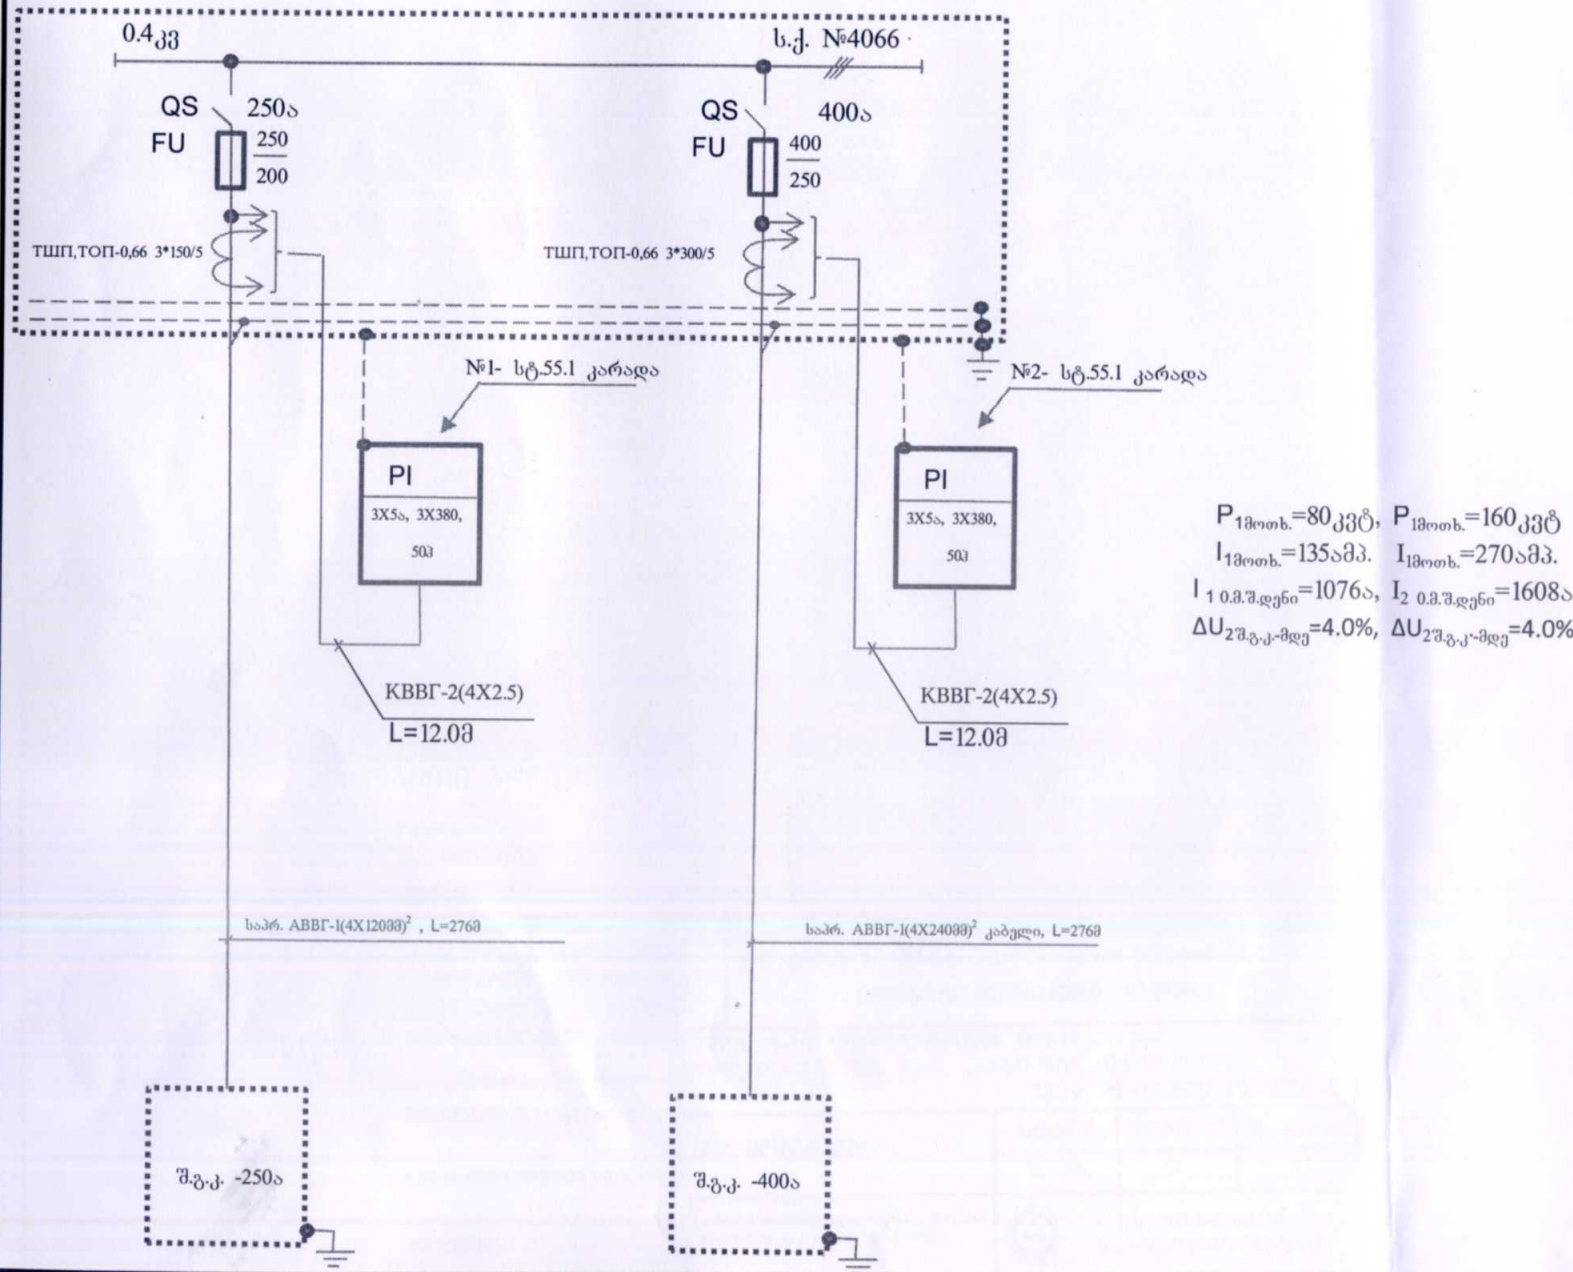 0.4კვ
ს.ქ. №4066
QS 250ა
FU 250
200
QS 400ა
FU 400
250
ТШП,ТОП-0,66 3*150/5
ТШП,ТОП-0,66 3*300/5
№1- სტ.55.1 კარადა
№2- სტ.55.1 კარადა
PI
3X5ა, 3X380,
50ჰ
PI
3X5ა, 3X380,
50ჰ
P1მოთხ.=80კვტ, P1მოთხ.=160კვტ
I1მოთხ.=135ამპ. I1მოთხ.=270ამპ.
I 1 0.მ.შ.დენი=1076ა, I2 0.მ.შ.დენი=1608ა
ΔU2შ.გ.კ.-მდე=4.0%, ΔU2შ.გ.კ.-მდე=4.0%
КВВГ-2(4X2.5)
L=12.0მ
КВВГ-2(4X2.5)
L=12.0მ
საპრ. АВВГ-1(4X120მმ)², L=276მ
საპრ. АВВГ-1(4X240მმ)² კაბელი, L=276მ
შ.გ.კ. -250ა
შ.გ.კ. -400ა